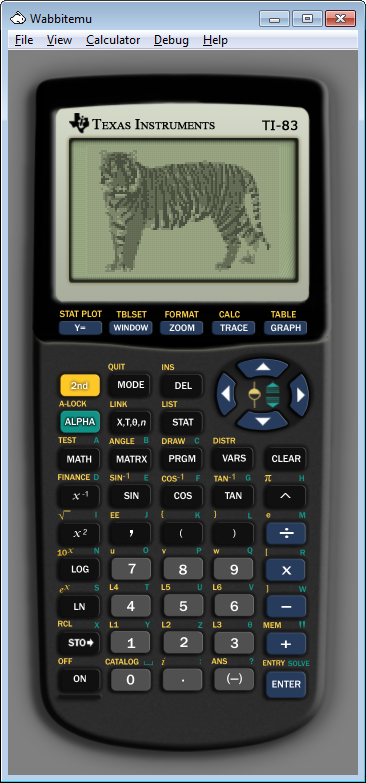 Wabbitemu
File View Calculator Debug Help
TEXAS INSTRUMENTS TI-83
STAT PLOT TBLSET FORMAT CALC TABLE
Y= WINDOW ZOOM TRACE GRAPH
QUIT INS
2nd MODE DEL
A-LOCK LINK LIST
ALPHA X,T,θ,n STAT
TEST A ANGLE B DRAW C DISTR
MATH MATRX PRGM VARS CLEAR
FINANCE D SIN⁻¹ E COS⁻¹ F TAN⁻¹ G π H
x⁻¹ SIN COS TAN ^
√ I EE J { K } L e M
x² , ( ) ÷
10ˣ N u O v P w Q [ R
LOG 7 8 9 ×
eˣ S L4 T L5 U L6 V ] W
LN 4 5 6 −
RCL X L1 Y L2 Z L3 θ MEM "
STO➔ 1 2 3 +
OFF CATALOG ⎵ i : ANS ? ENTRY SOLVE
ON 0 . (−) ENTER